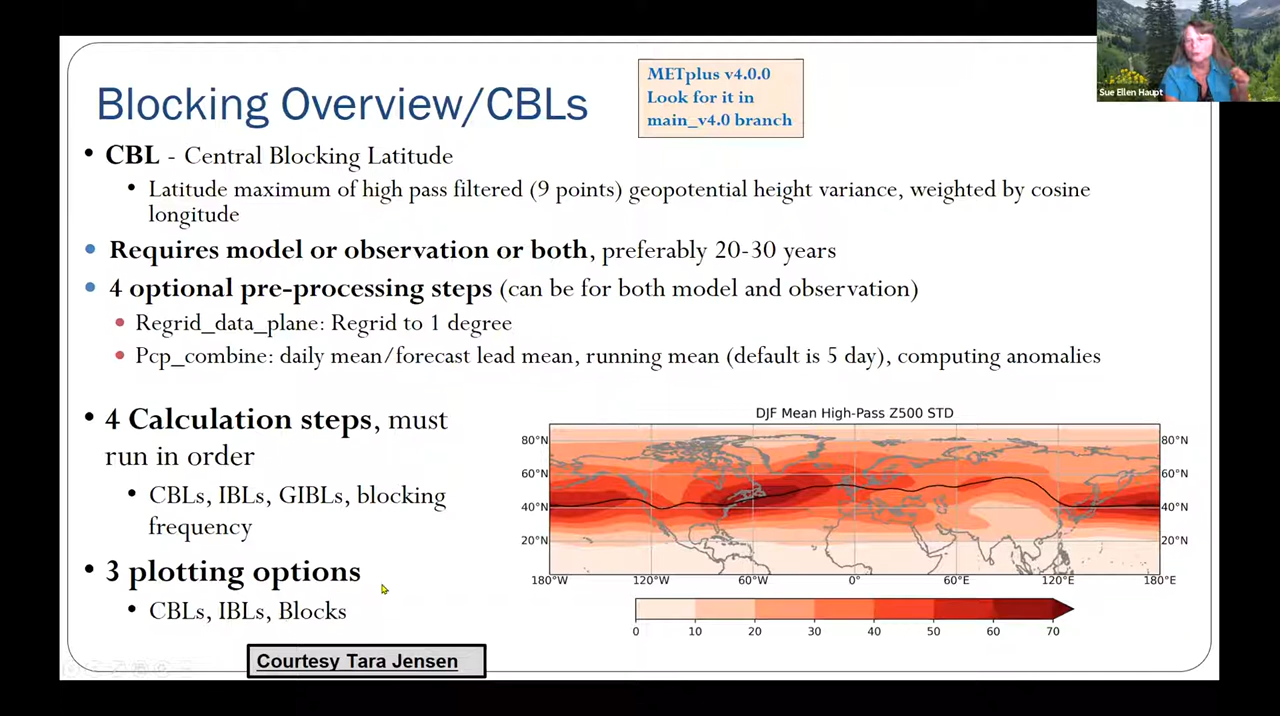 Blocking Overview/CBLs
METplus v4.0.0
Look for it in
main_v4.0 branch
Sue Ellen Haupt
• CBL - Central Blocking Latitude
• Latitude maximum of high pass filtered (9 points) geopotential height variance, weighted by cosine
longitude
• Requires model or observation or both, preferably 20-30 years
• 4 optional pre-processing steps (can be for both model and observation)
• Regrid_data_plane: Regrid to 1 degree
• Pcp_combine: daily mean/forecast lead mean, running mean (default is 5 day), computing anomalies
• 4 Calculation steps, must
run in order
• CBLs, IBLs, GIBLs, blocking
frequency
• 3 plotting options
• CBLs, IBLs, Blocks
DJF Mean High-Pass Z500 STD
80°N 80°N
60°N 60°N
40°N 40°N
20°N 20°N
180°W 120°W 60°W 0° 60°E 120°E 180°E
0 10 20 30 40 50 60 70
Courtesy Tara Jensen